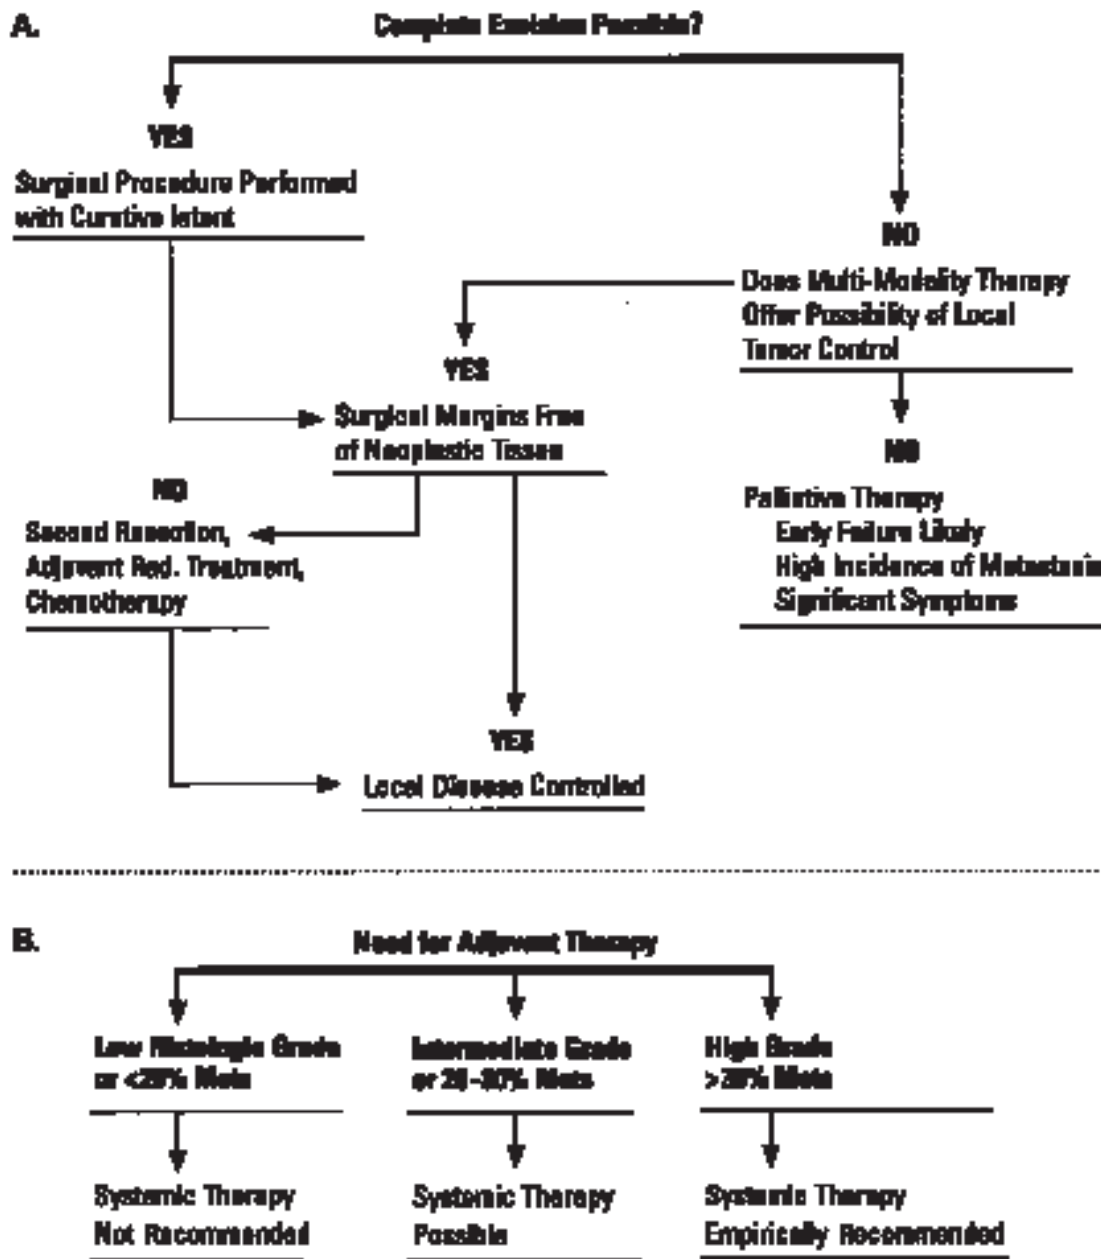 A.
Complete Excision Possible?
YES
Surgical Procedure Performed
with Curative Intent
NO
Does Multi-Modality Therapy
Offer Possibility of Local
Tumor Control
YES
Surgical Margins Free
of Neoplastic Tissue
NO
Second Resection,
Adjuvant Rad. Treatment,
Chemotherapy
NO
Palliative Therapy
Early Failure Likely
High Incidence of Metastasis
Significant Symptoms
YES
Local Disease Controlled
B.
Need for Adjuvant Therapy
Low Histologic Grade
or Mets
Intermediate Grade
or Mets
High Grade
Mets
Systemic Therapy
Not Recommended
Systemic Therapy
Possible
Systemic Therapy
Empirically Recommended